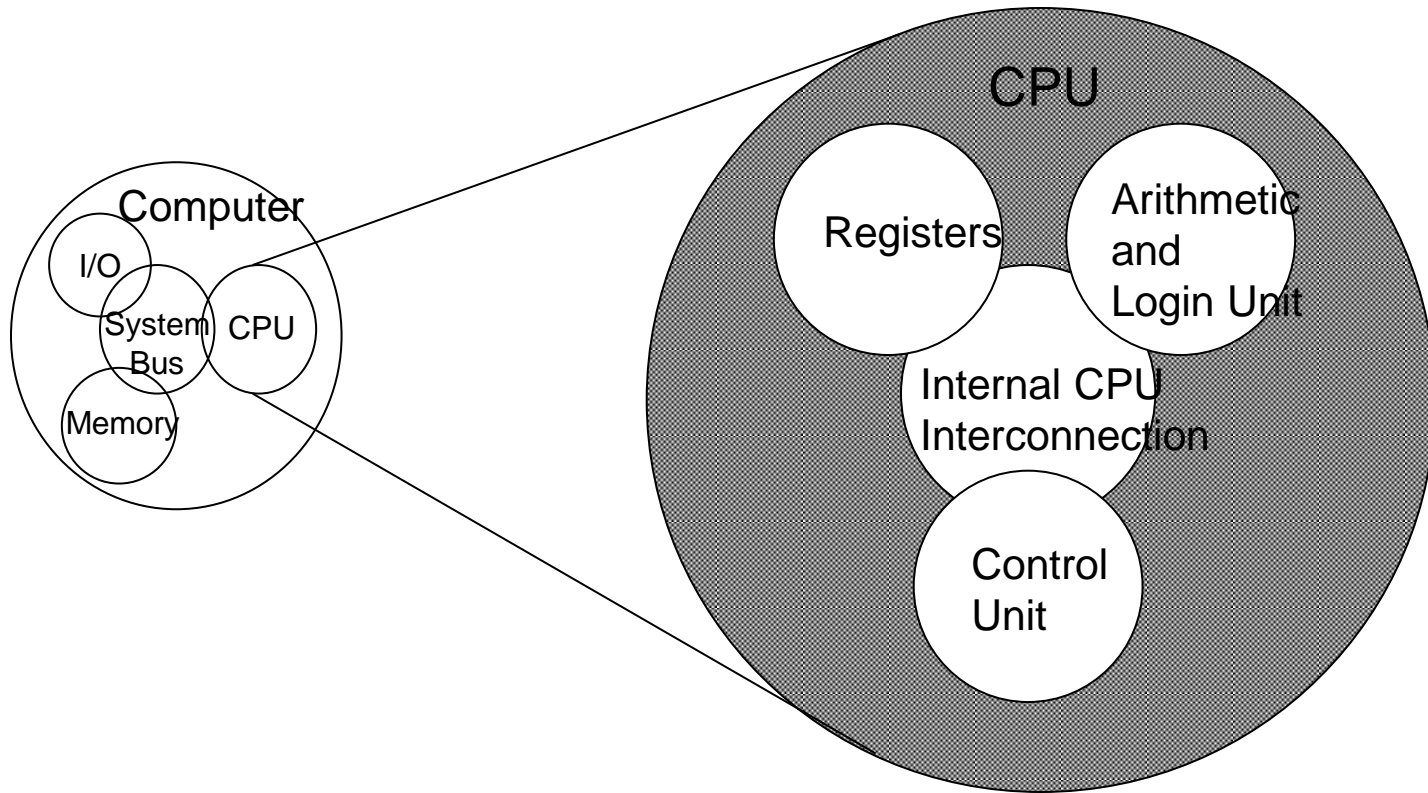 Computer
I/O
System
Bus
CPU
Memory
CPU
Registers
Arithmetic
and
Login Unit
Internal CPU
Interconnection
Control
Unit